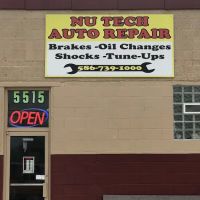 NU TECH
AUTO REPAIR
Brakes -Oil Changes
Shocks -Tune-Ups
586-739-1000
5515
OPEN